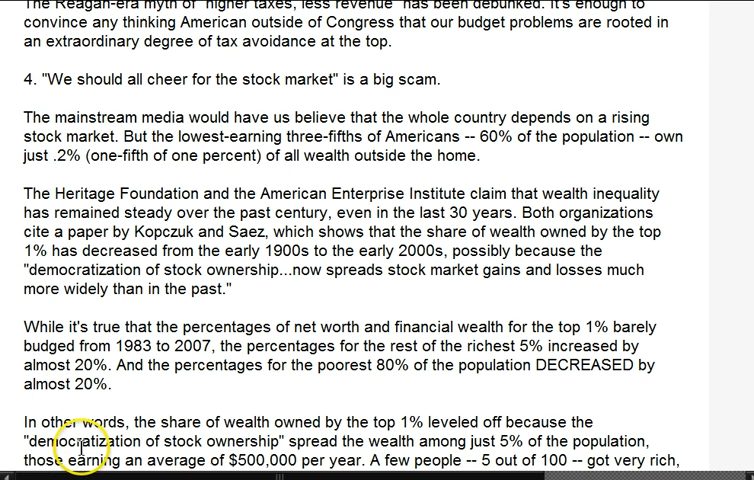 The Reagan-era myth of "higher taxes, less revenue" has been debunked. It's enough to
convince any thinking American outside of Congress that our budget problems are rooted in
an extraordinary degree of tax avoidance at the top.
4. "We should all cheer for the stock market" is a big scam.
The mainstream media would have us believe that the whole country depends on a rising
stock market. But the lowest-earning three-fifths of Americans -- 60% of the population -- own
just .2% (one-fifth of one percent) of all wealth outside the home.
The Heritage Foundation and the American Enterprise Institute claim that wealth inequality
has remained steady over the past century, even in the last 30 years. Both organizations
cite a paper by Kopczuk and Saez, which shows that the share of wealth owned by the top
1% has decreased from the early 1900s to the early 2000s, possibly because the
"democratization of stock ownership...now spreads stock market gains and losses much
more widely than in the past."
While it's true that the percentages of net worth and financial wealth for the top 1% barely
budged from 1983 to 2007, the percentages for the rest of the richest 5% increased by
almost 20%. And the percentages for the poorest 80% of the population DECREASED by
almost 20%.
In other words, the share of wealth owned by the top 1% leveled off because the
"democratization of stock ownership" spread the wealth among just 5% of the population,
those earning an average of $500,000 per year. A few people -- 5 out of 100 -- got very rich,